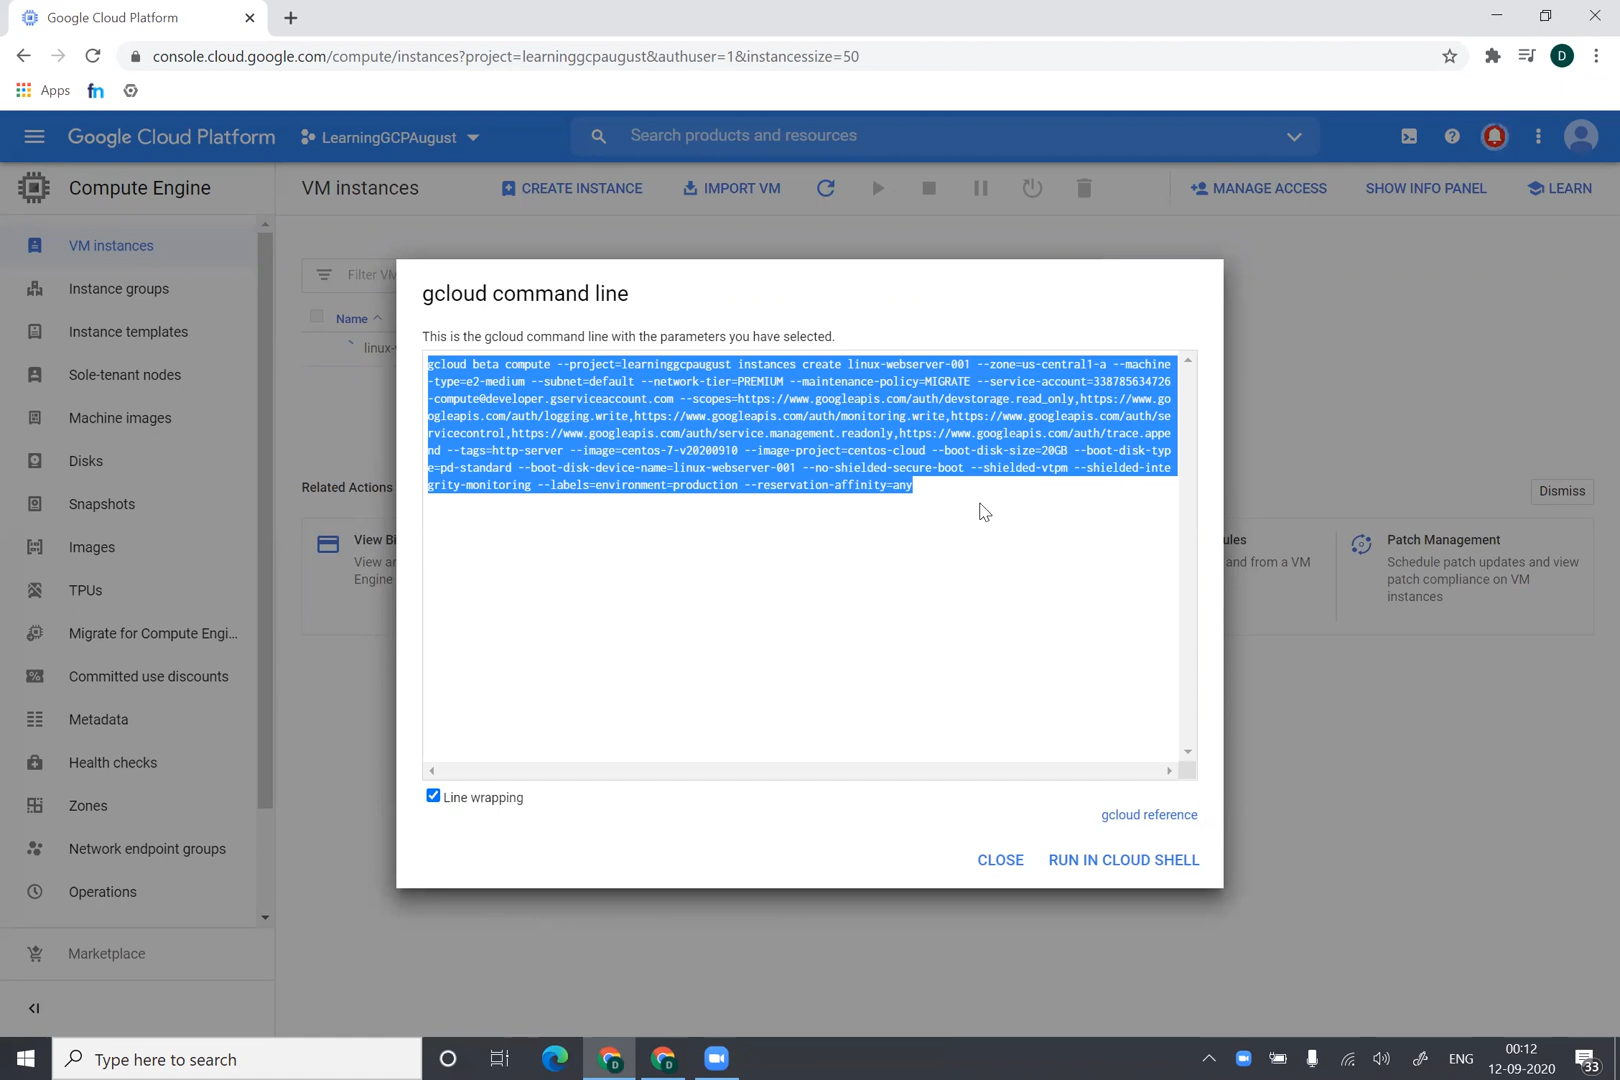 Google Cloud Platform
console.cloud.google.com/compute/instances?project=learninggcpaugust&authuser=1&instancessize=50
Apps
fn
D
Google Cloud Platform
LearningGCPAugust
Search products and resources
Compute Engine
VM instances
CREATE INSTANCE
IMPORT VM
MANAGE ACCESS
SHOW INFO PANEL
LEARN
VM instances
Instance groups
Instance templates
Sole-tenant nodes
Machine images
Disks
Snapshots
Images
TPUs
Migrate for Compute Engi...
Committed use discounts
Metadata
Health checks
Zones
Network endpoint groups
Operations
Marketplace
Filter VM
Name
linux-
Related Actions
Dismiss
View Bi
View an
Engine
ules
and from a VM
Patch Management
Schedule patch updates and view
patch compliance on VM
instances
gcloud command line
This is the gcloud command line with the parameters you have selected.
gcloud beta compute --project=learninggcpaugust instances create linux-webserver-001 --zone=us-central1-a --machine
-type=e2-medium --subnet=default --network-tier=PREMIUM --maintenance-policy=MIGRATE --service-account=338785634726
-compute@developer.gserviceaccount.com --scopes=https://www.googleapis.com/auth/devstorage.read_only,https://www.go
ogleapis.com/auth/logging.write,https://www.googleapis.com/auth/monitoring.write,https://www.googleapis.com/auth/se
rvicecontrol,https://www.googleapis.com/auth/service.management.readonly,https://www.googleapis.com/auth/trace.appe
nd --tags=http-server --image=centos-7-v20200910 --image-project=centos-cloud --boot-disk-size=20GB --boot-disk-typ
e=pd-standard --boot-disk-device-name=linux-webserver-001 --no-shielded-secure-boot --shielded-vtpm --shielded-inte
grity-monitoring --labels=environment=production --reservation-affinity=any
Line wrapping
gcloud reference
CLOSE
RUN IN CLOUD SHELL
Type here to search
D
D
ENG
00:12
12-09-2020
33